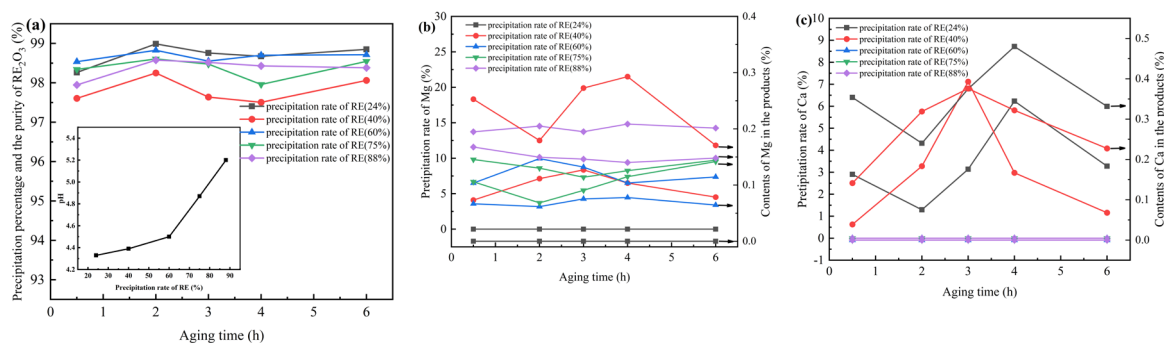 (a)
Precipitation percentage and the purity of RE2O3 (%)
99
98
97
96
95
94
93
precipitation rate of RE(24%)
precipitation rate of RE(40%)
precipitation rate of RE(60%)
precipitation rate of RE(75%)
precipitation rate of RE(88%)
pH
5.4
5.2
5.0
4.8
4.6
4.4
4.2
20 30 40 50 60 70 80 90
Precipitation rate of RE (%)
0 1 2 3 4 5 6
Aging time (h)
(b)
Pretipitation rate of Mg (%)
30
25
20
15
10
5
0
precipitation rate of RE(24%)
precipitation rate of RE(40%)
precipitation rate of RE(60%)
precipitation rate of RE(75%)
precipitation rate of RE(88%)
0.4
0.3
0.2
0.1
0.0
Contents of Mg in the products (%)
0 1 2 3 4 5 6
Aging time (h)
(c)
Pretipitation rate of Ca (%)
10
9
8
7
6
5
4
3
2
1
0
-1
precipitation rate of RE(24%)
precipitation rate of RE(40%)
precipitation rate of RE(60%)
precipitation rate of RE(75%)
precipitation rate of RE(88%)
0.5
0.4
0.3
0.2
0.1
0.0
Contents of Ca in the products (%)
0 1 2 3 4 5 6
Aging time (h)